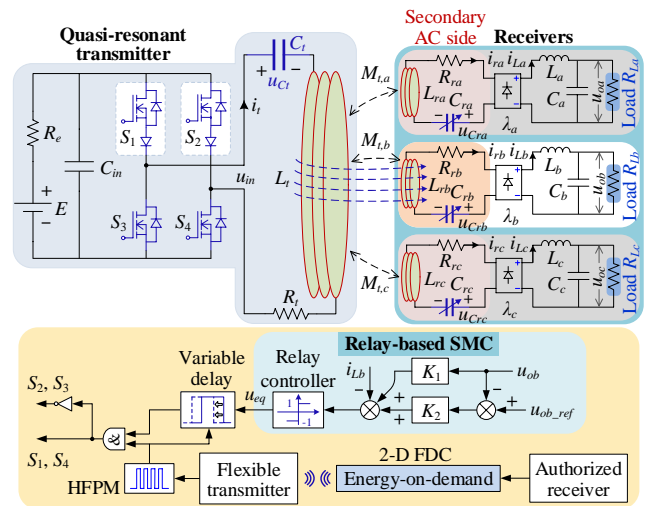 Quasi-resonant
transmitter
Secondary
AC side
Receivers
C_t
u_Ct
i_t
R_e
C_in
E
S_1
S_2
S_3
S_4
u_in
L_t
R_t
M_t,a
M_t,b
M_t,c
R_ra
L_ra
C_ra
u_Cra
i_ra
i_La
λ_a
L_a
C_a
u_oa
Load R_La
R_rb
L_rb
C_rb
u_Crb
i_rb
i_Lb
λ_b
L_b
C_b
u_ob
Load R_Lb
R_rc
L_rc
C_rc
u_Crc
i_rc
i_Lc
λ_c
L_c
C_c
u_oc
Load R_Lc
Relay-based SMC
Variable
delay
Relay
controller
1
-1
u_eq
i_Lb
K_1
K_2
u_ob
u_ob_ref
S_2, S_3
S_1, S_4
&
HFPM
Flexible
transmitter
2-D FDC
Energy-on-demand
Authorized
receiver